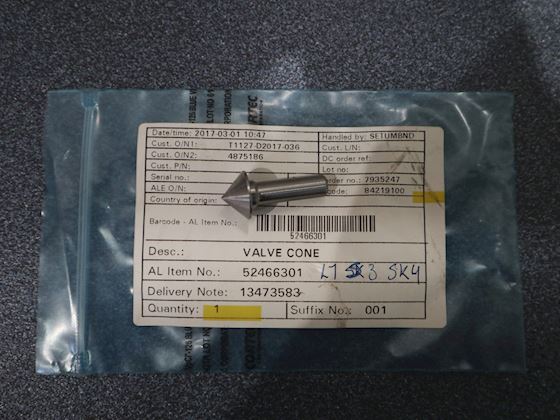 Date/time: 2017-03-01 10:47 Handled by: SETUMBND
Cust. O/N1: T1127-D2017-036 Cust. L/N:
Cust. O/N2: 4875186 DC order ref:
Cust. P/N: Lot no:
Serial no.: order no.: 7935247
ALE O/N: code: 84219100
Country of origin:
Barcode - AL Item No.:
52466301
Desc.: VALVE CONE
AL Item No.: 52466301 SK4
Delivery Note: 13473583
Quantity: 1 Suffix No.: 001